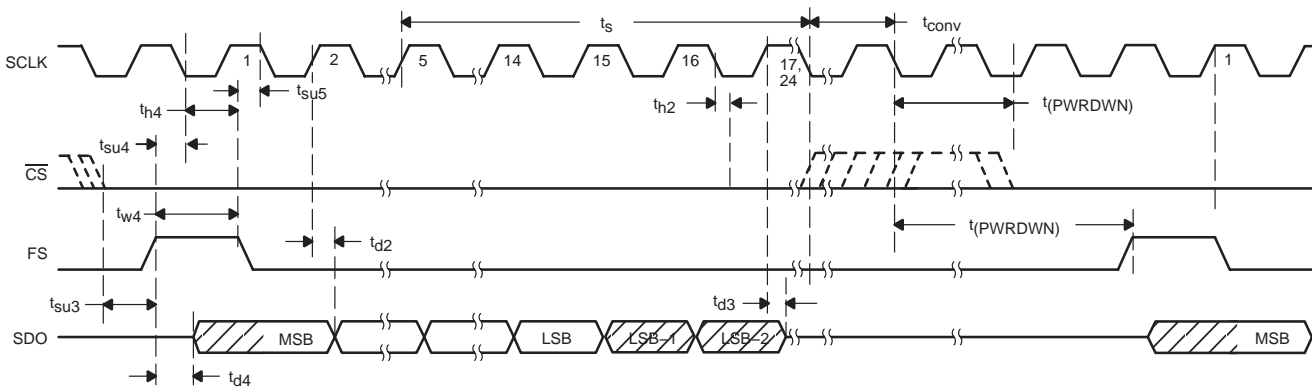 ts tconv
SCLK 1 2 5 14 15 16 17, 24 1
tsu5
th4 th2
t(PWRDWN)
tsu4
CS
tw4
t(PWRDWN)
FS td2
tsu3 td3
SDO MSB LSB LSB–1 LSB–2 MSB
td4